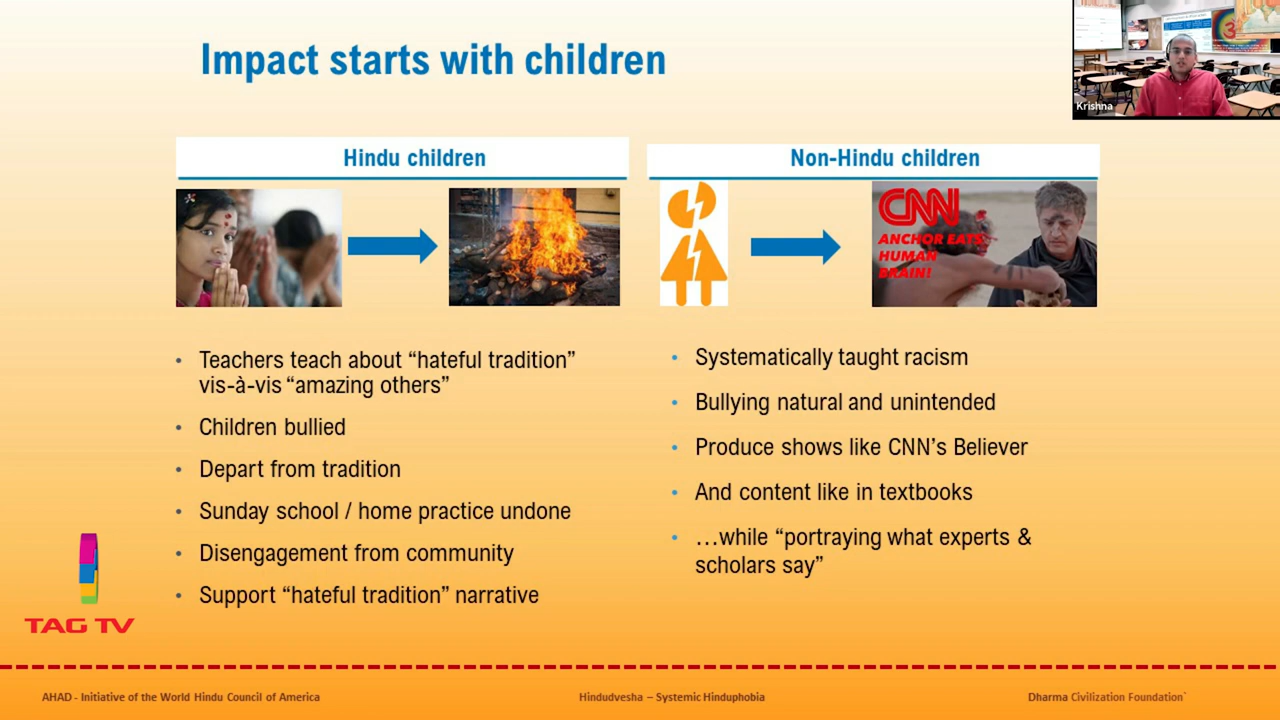 Impact starts with children
Krishna
Hindu children
Non-Hindu children
CNN
ANCHOR EATS
HUMAN
BRAIN!
• Teachers teach about “hateful tradition”
vis-à-vis “amazing others”
• Children bullied
• Depart from tradition
• Sunday school / home practice undone
• Disengagement from community
• Support “hateful tradition” narrative
• Systematically taught racism
• Bullying natural and unintended
• Produce shows like CNN’s Believer
• And content like in textbooks
• …while “portraying what experts &
scholars say”
TAG TV
AHAD - Initiative of the World Hindu Council of America
Hindudvesha – Systemic Hinduphobia
Dharma Civilization Foundation`